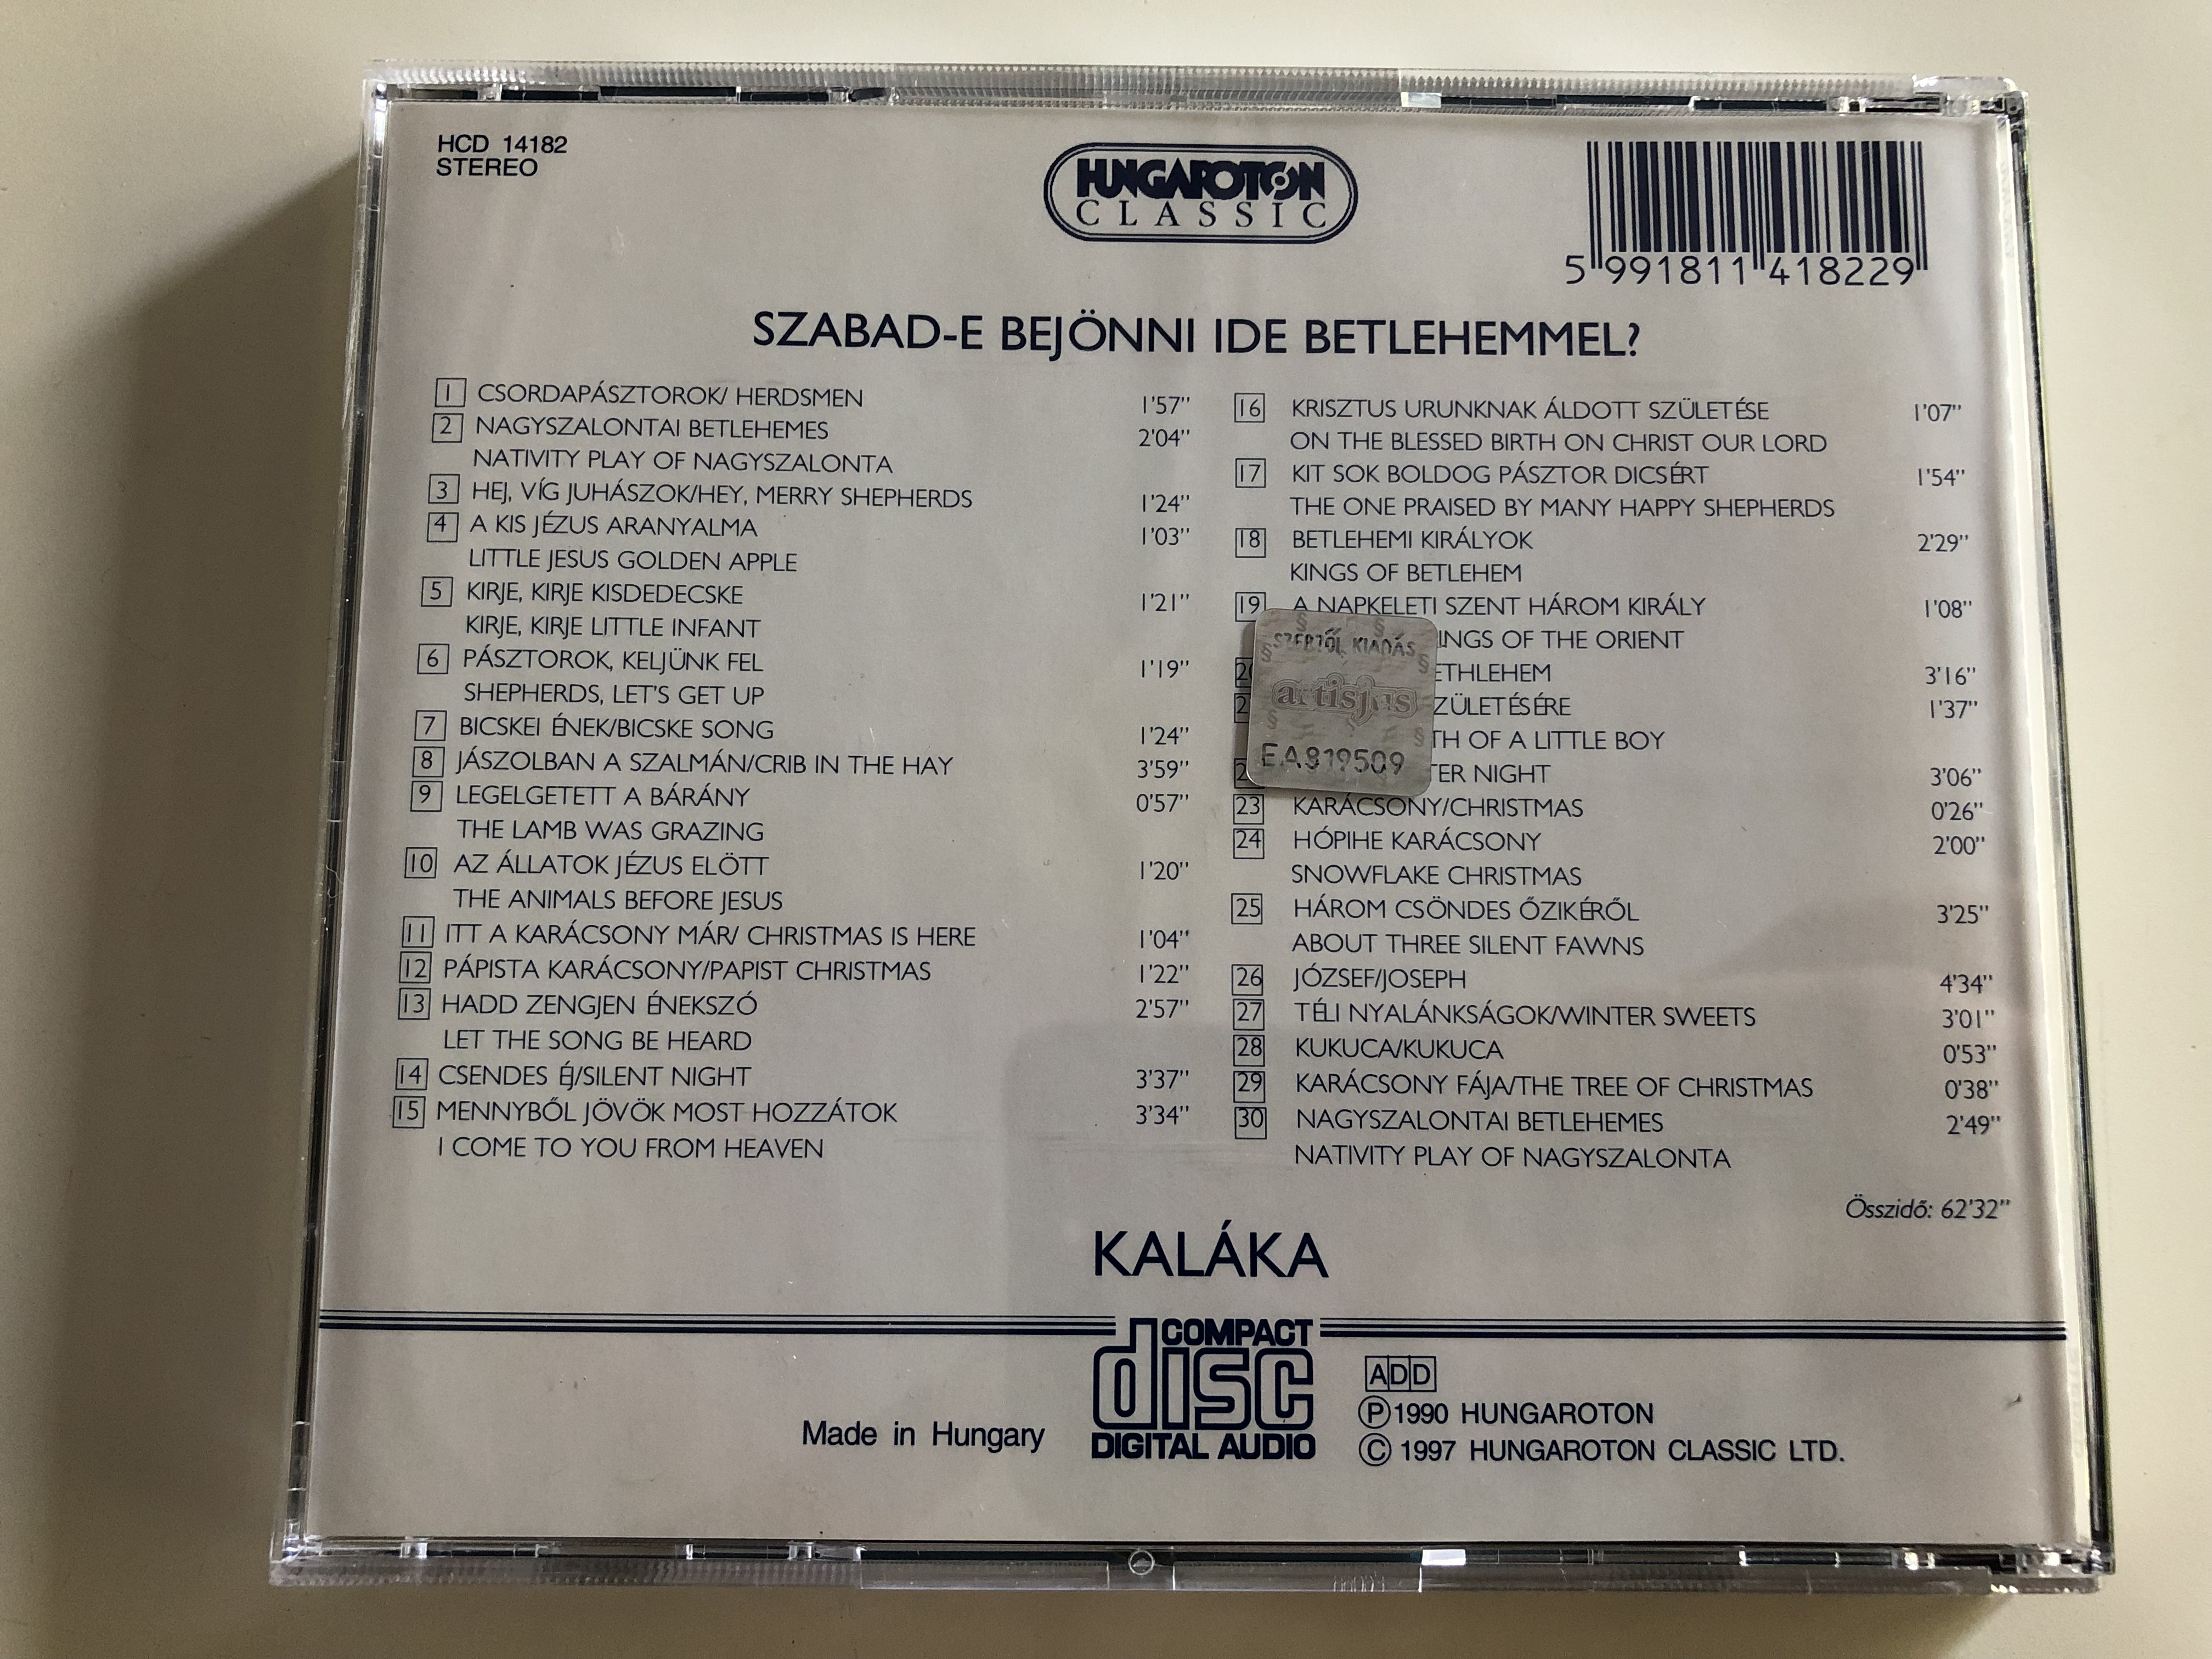 HCD 14182
STEREO
HUNGAROTON
CLASSIC
5 991811 418229
SZABAD-E BEJÖNNI IDE BETLEHEMMEL?
1 CSORDAPÁSZTOROK/ HERDSMEN 1'57"
2 NAGYSZALONTAI BETLEHEMES 2'04"
NATIVITY PLAY OF NAGYSZALONTA
3 HEJ, VÍG JUHÁSZOK/HEY, MERRY SHEPHERDS 1'24"
4 A KIS JÉZUS ARANYALMA 1'03"
LITTLE JESUS GOLDEN APPLE
5 KIRJE, KIRJE KISDEDECSKE 1'21"
KIRJE, KIRJE LITTLE INFANT
6 PÁSZTOROK, KELJÜNK FEL 1'19"
SHEPHERDS, LET'S GET UP
7 BICSKEI ÉNEK/BICSKE SONG 1'24"
8 JÁSZOLBAN A SZALMÁN/CRIB IN THE HAY 3'59"
9 LEGELGETETT A BÁRÁNY 0'57"
THE LAMB WAS GRAZING
10 AZ ÁLLATOK JÉZUS ELÖTT 1'20"
THE ANIMALS BEFORE JESUS
11 ITT A KARÁCSONY MÁR/ CHRISTMAS IS HERE 1'04"
12 PÁPISTA KARÁCSONY/PAPIST CHRISTMAS 1'22"
13 HADD ZENGJEN ÉNEKSZÓ 2'57"
LET THE SONG BE HEARD
14 CSENDES ÉJ/SILENT NIGHT 3'37"
15 MENNYBŐL JÖVÖK MOST HOZZÁTOK 3'34"
I COME TO YOU FROM HEAVEN
16 KRISZTUS URUNKNAK ÁLDOTT SZÜLETÉSE 1'07"
ON THE BLESSED BIRTH ON CHRIST OUR LORD
17 KIT SOK BOLDOG PÁSZTOR DICSÉRT 1'54"
THE ONE PRAISED BY MANY HAPPY SHEPHERDS
18 BETLEHEMI KIRÁLYOK 2'29"
KINGS OF BETLEHEM
19 A NAPKELETI SZENT HÁROM KIRÁLY 1'08"
OF THE ORIENT
3'16"
1'37"
OF A LITTLE BOY
NIGHT 3'06"
23 KARÁCSONY/CHRISTMAS 0'26"
24 HÓPIHE KARÁCSONY 2'00"
SNOWFLAKE CHRISTMAS
25 HÁROM CSÖNDES ŐZIKÉRŐL 3'25"
ABOUT THREE SILENT FAWNS
26 JÓZSEF/JOSEPH 4'34"
27 TÉLI NYALÁNKSÁGOK/WINTER SWEETS 3'01"
28 KUKUCA/KUKUCA 0'53"
29 KARÁCSONY FÁJA/THE TREE OF CHRISTMAS 0'38"
30 NAGYSZALONTAI BETLEHEMES 2'49"
NATIVITY PLAY OF NAGYSZALONTA
KIADÁS
artisjus
EA819509
Összidő: 62'32"
KALÁKA
COMPACT
disc
DIGITAL AUDIO
Made in Hungary
ADD
Ⓟ1990 HUNGAROTON
© 1997 HUNGAROTON CLASSIC LTD.